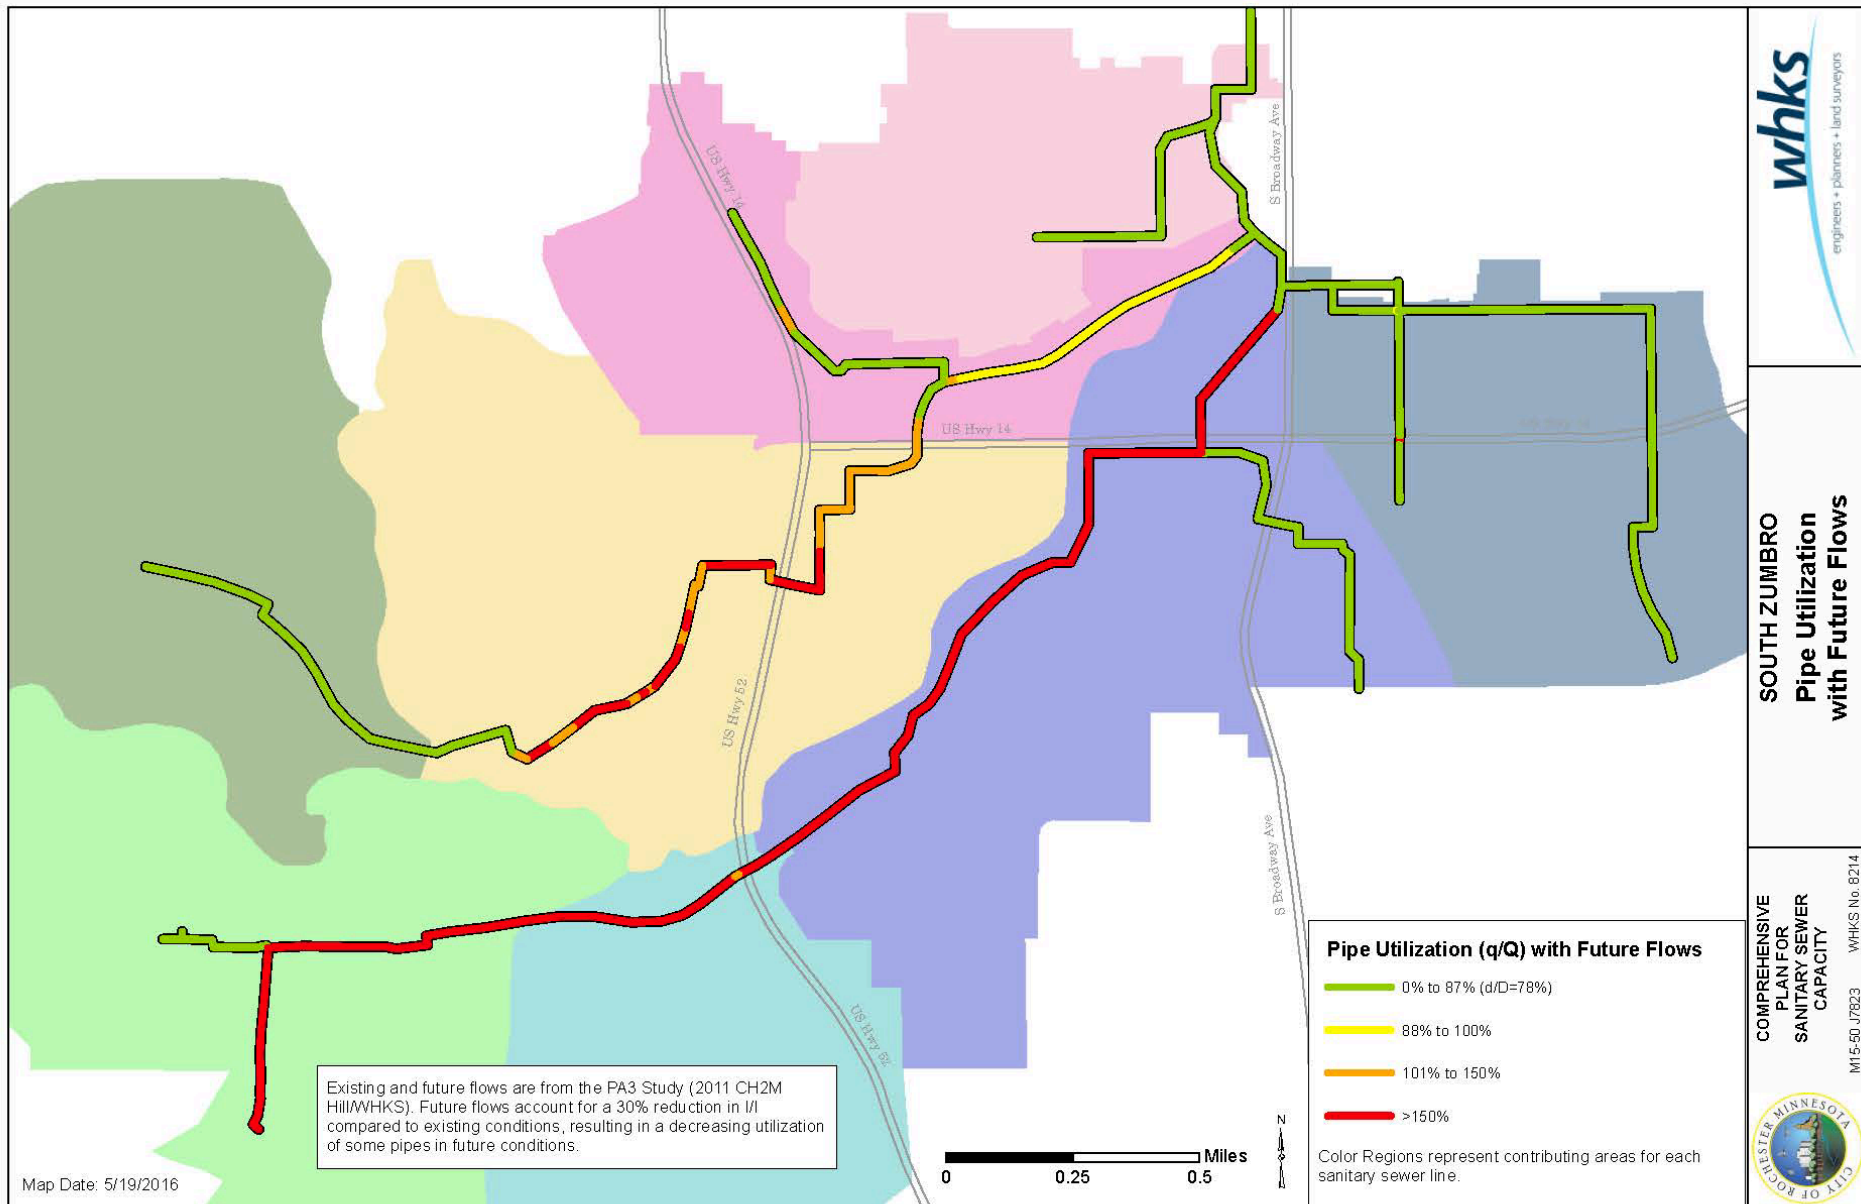 US Hwy 14
S Broadway Ave
US Hwy 14
US Hwy 52
S Broadway Ave
US Hwy 52
Existing and future flows are from the PA3 Study (2011 CH2M
Hill/WHKS). Future flows account for a 30% reduction in I/I
compared to existing conditions, resulting in a decreasing utilization
of some pipes in future conditions.
Map Date: 5/19/2016
0 0.25 0.5
Miles
N
Pipe Utilization (q/Q) with Future Flows
0% to 87% (d/D=78%)
88% to 100%
101% to 150%
>150%
Color Regions represent contributing areas for each
sanitary sewer line.
whks
engineers + planners + land surveyors
SOUTH ZUMBRO
Pipe Utilization
with Future Flows
COMPREHENSIVE
PLAN FOR
SANITARY SEWER
CAPACITY
M15-50 J7823 WHKS No. 8214
ROCHESTER MINNESOTA
CITY OF ROCHESTER